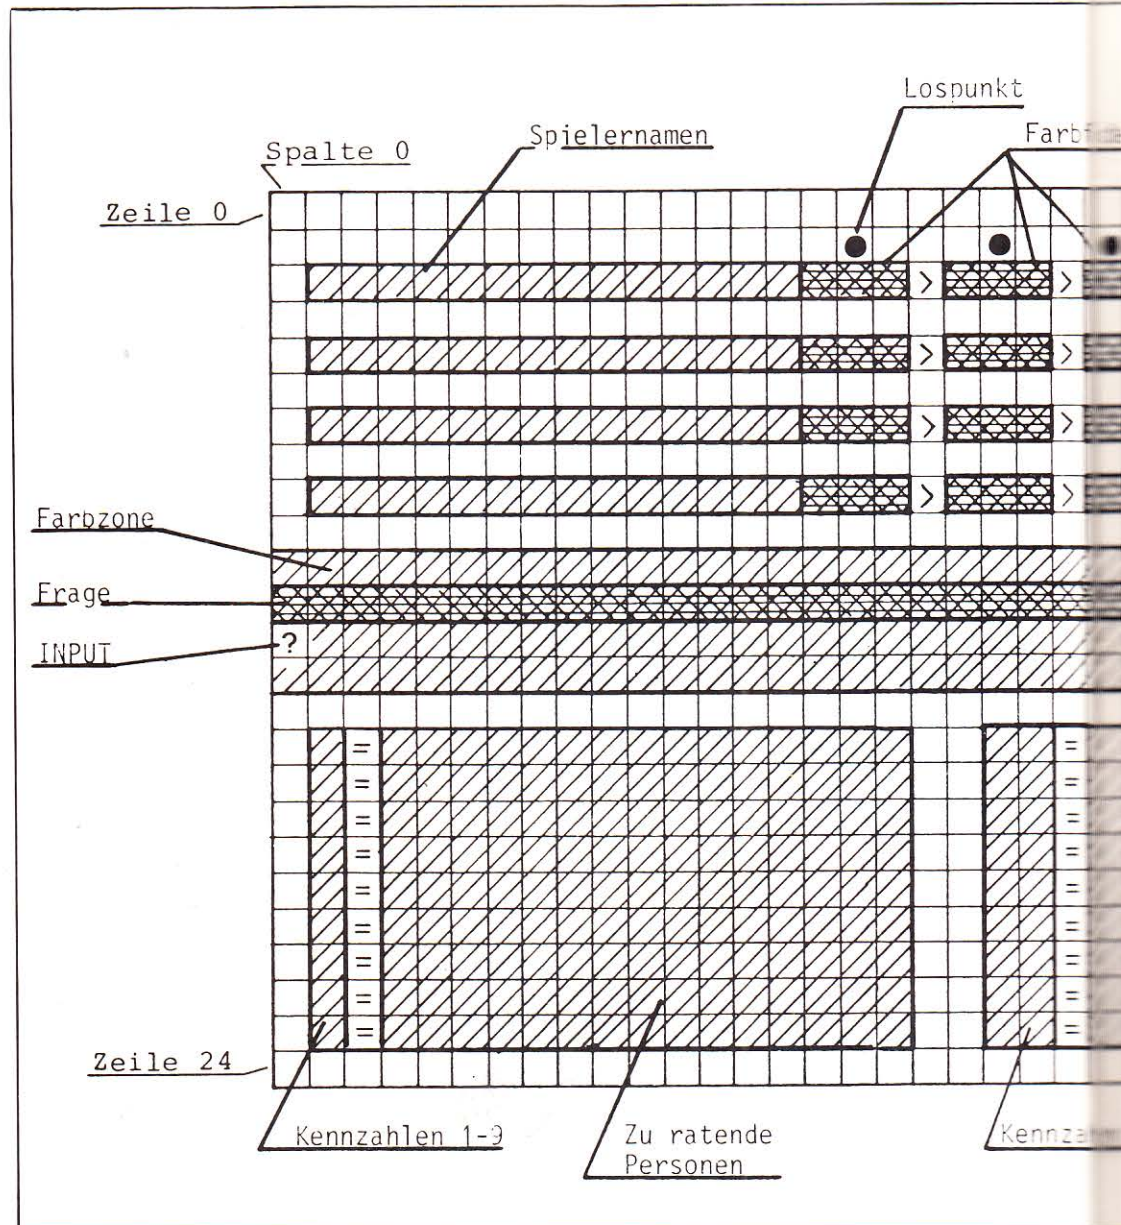 Lospunkt
Spielernamen
Spalte 0
Zeile 0
> >
> >
> >
> >
Farbzone
Frage
INPUT
?
= =
= =
= =
= =
= =
= =
= =
= =
= =
Zeile 24
Kennzahlen 1-9
Zu ratende
Personen